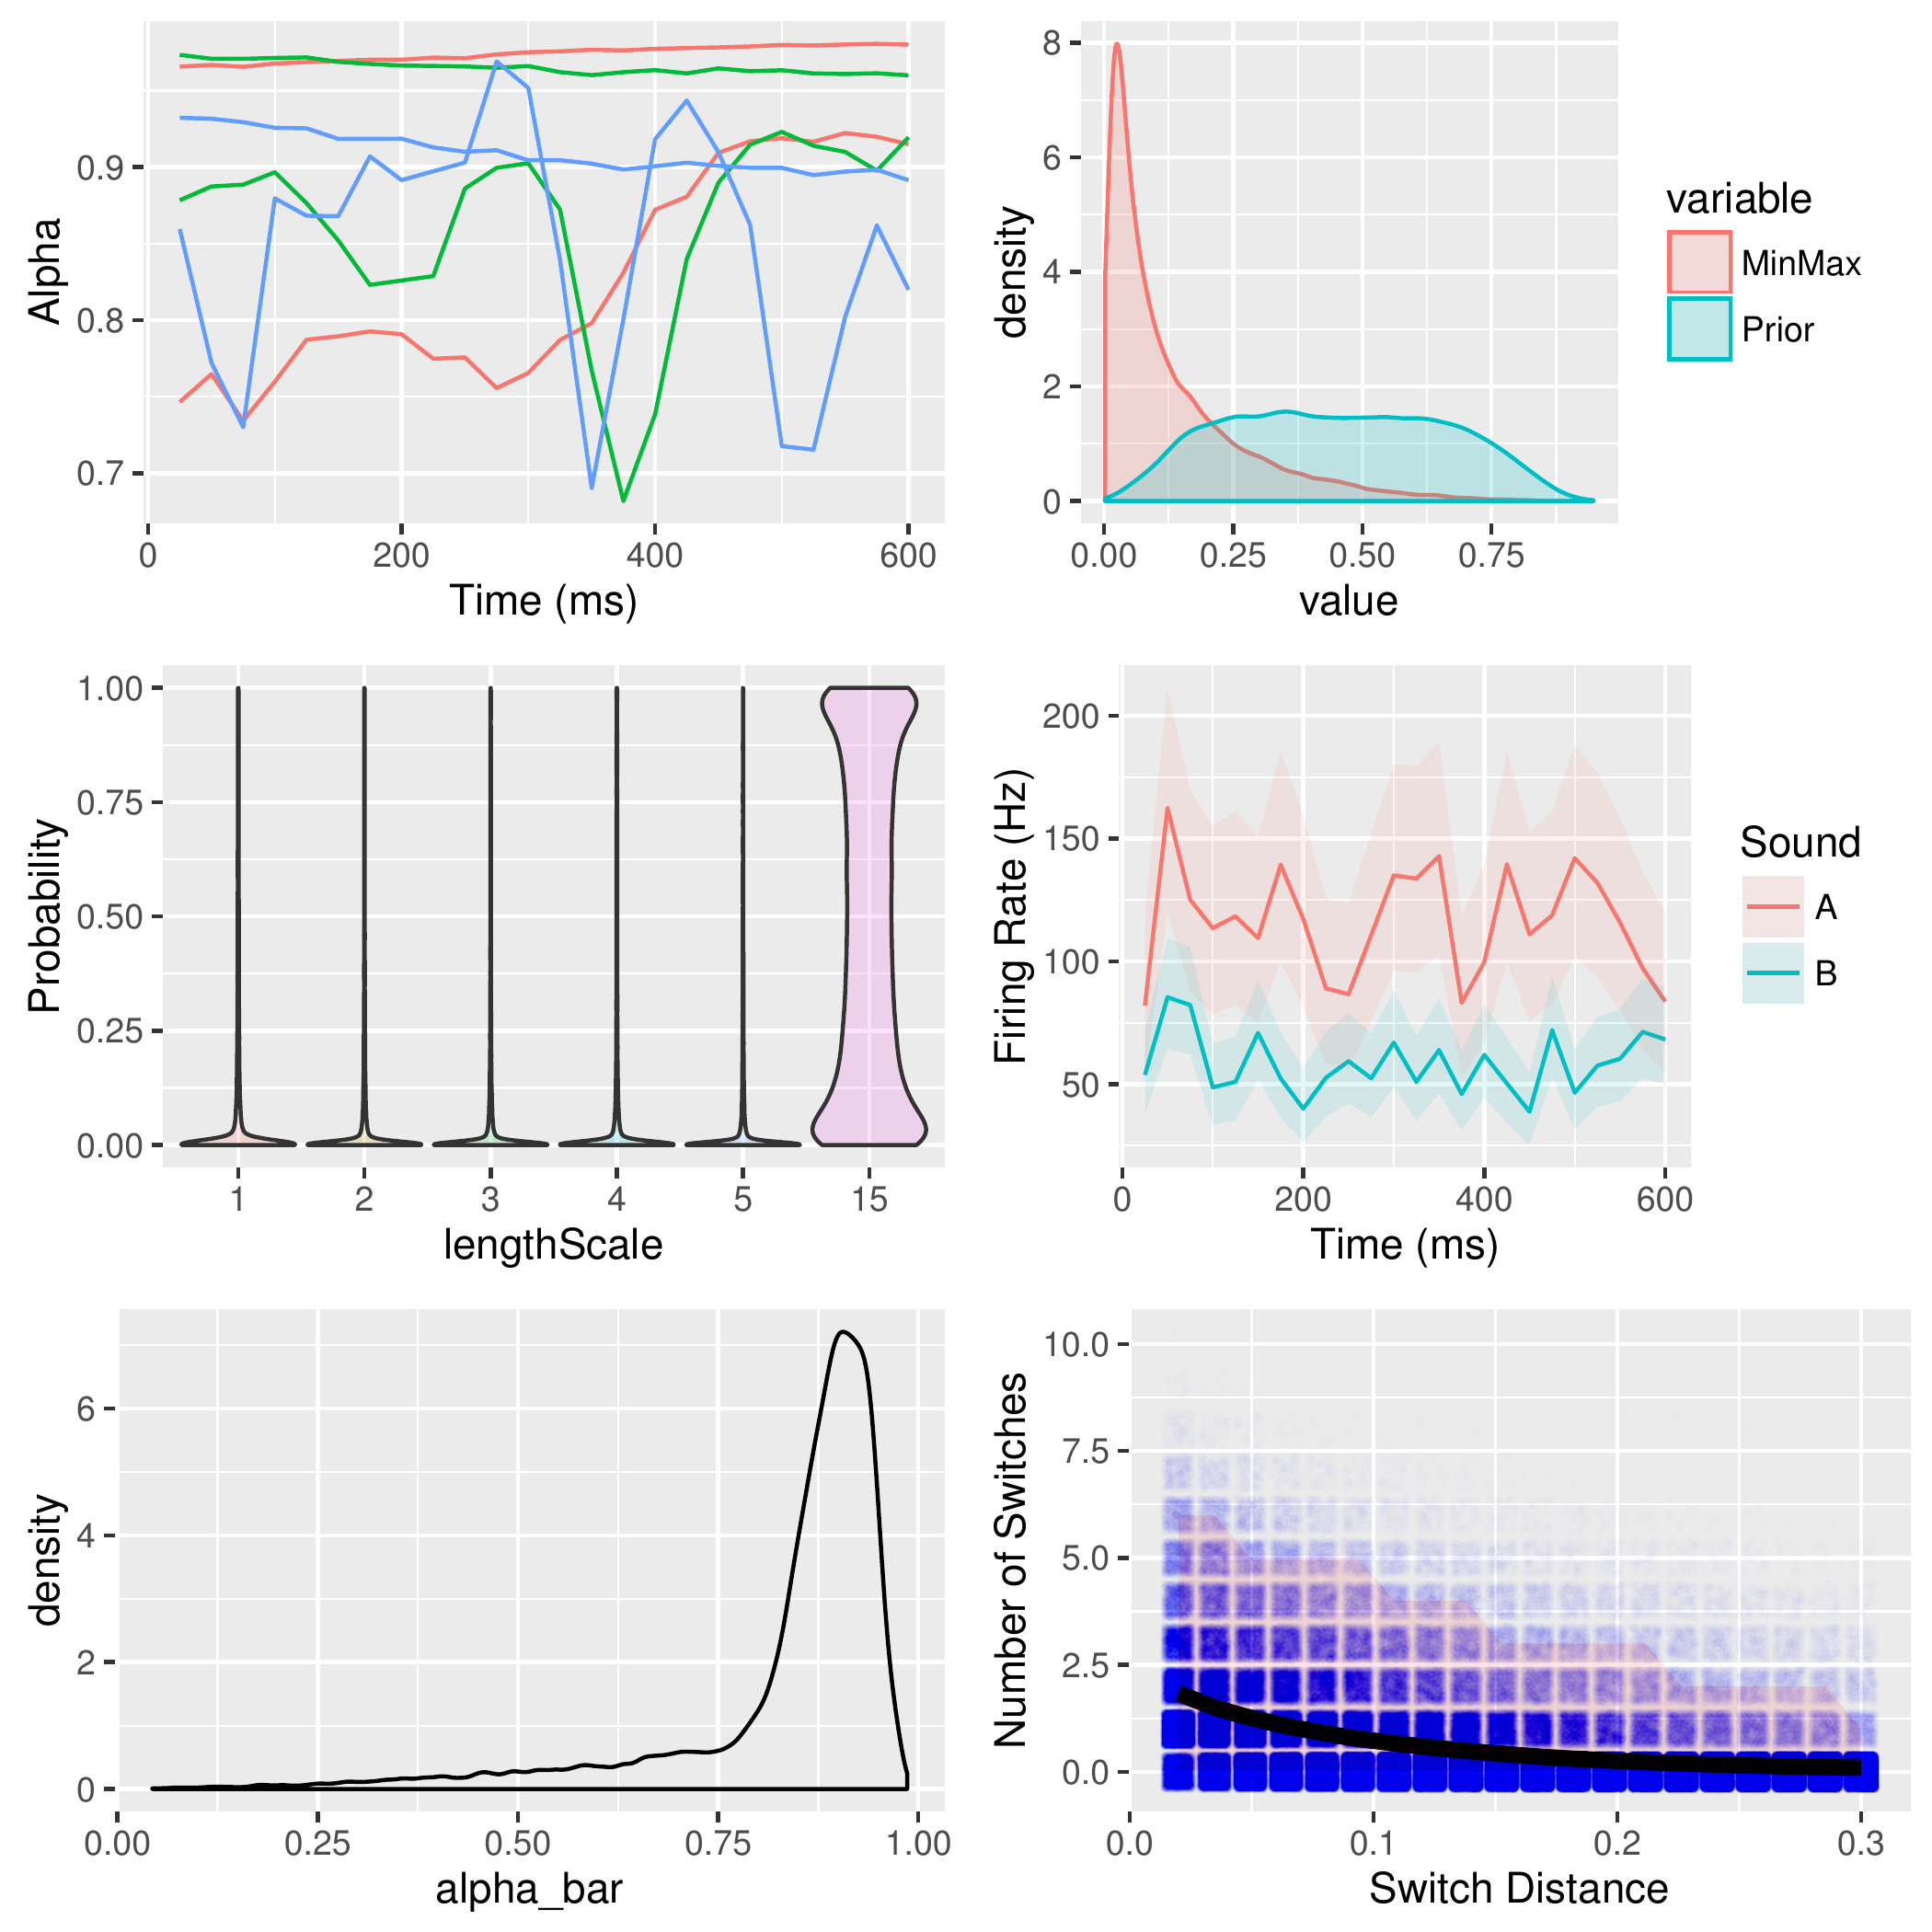 Alpha
0.9
0.8
0.7
0 200 400 600
Time (ms)
density
8
6
4
2
0
0.00 0.25 0.50 0.75
value
variable
MinMax
Prior
Probability
1.00
0.75
0.50
0.25
0.00
1 2 3 4 5 15
lengthScale
Firing Rate (Hz)
200
150
100
50
0 200 400 600
Time (ms)
Sound
A
B
density
6
4
2
0
0.00 0.25 0.50 0.75 1.00
alpha_bar
Number of Switches
10.0
7.5
5.0
2.5
0.0
0.0 0.1 0.2 0.3
Switch Distance